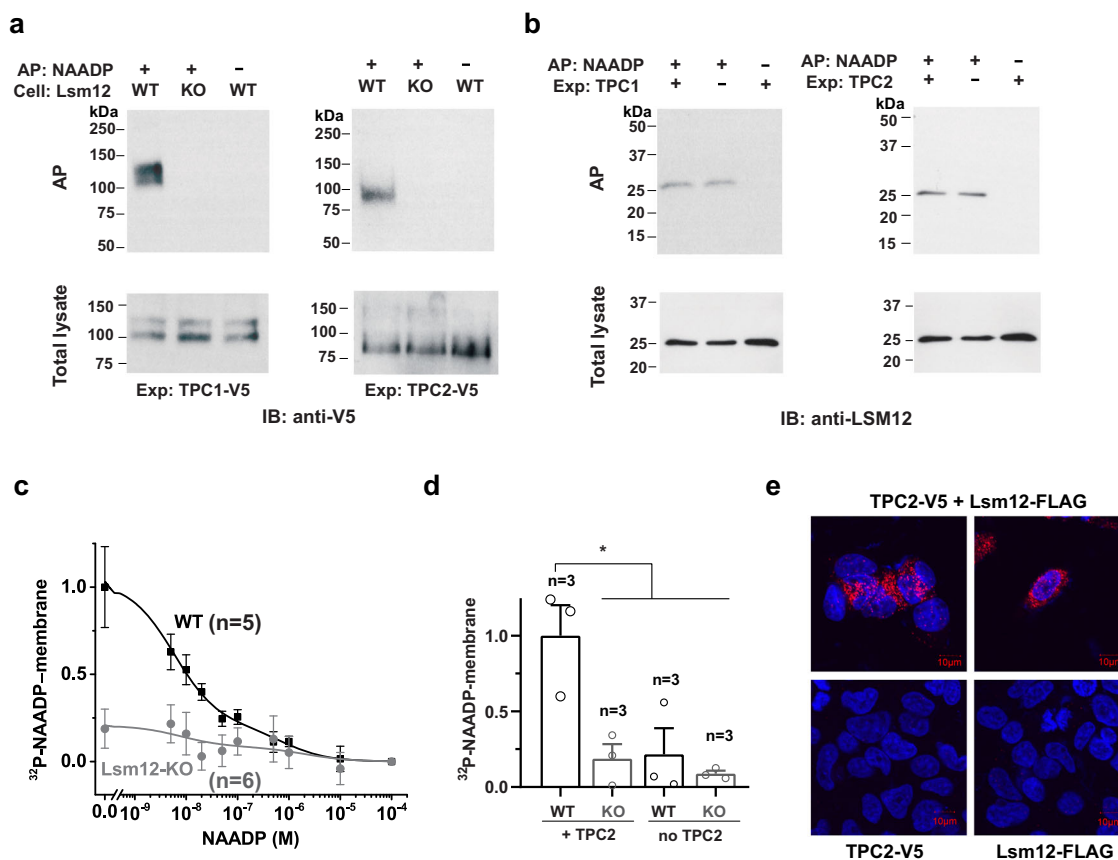 a
AP: NAADP + + –
Cell: Lsm12 WT KO WT
kDa
250
150
100
75
50
AP
150
100
75
Total lysate
Exp: TPC1-V5
+ + –
WT KO WT
kDa
250
150
100
75
50
150
100
75
Exp: TPC2-V5
IB: anti-V5
b
AP: NAADP + + –
Exp: TPC1 + – +
kDa
50
37
25
20
15
AP
37
25
20
Total lysate
AP: NAADP + + –
Exp: TPC2 + – +
kDa
50
37
25
20
15
37
25
20
IB: anti-LSM12
c
1.0
0.5
0.0
³²P-NAADP–membrane
WT (n=5)
Lsm12-KO
(n=6)
0.0 10⁻⁹ 10⁻⁸ 10⁻⁷ 10⁻⁶ 10⁻⁵ 10⁻⁴
NAADP (M)
d
*
n=3
n=3
n=3
n=3
1.0
0.5
0.0
³²P-NAADP-membrane
WT KO WT KO
+ TPC2 no TPC2
e
TPC2-V5 + Lsm12-FLAG
10µm
10µm
10µm
10µm
TPC2-V5 Lsm12-FLAG